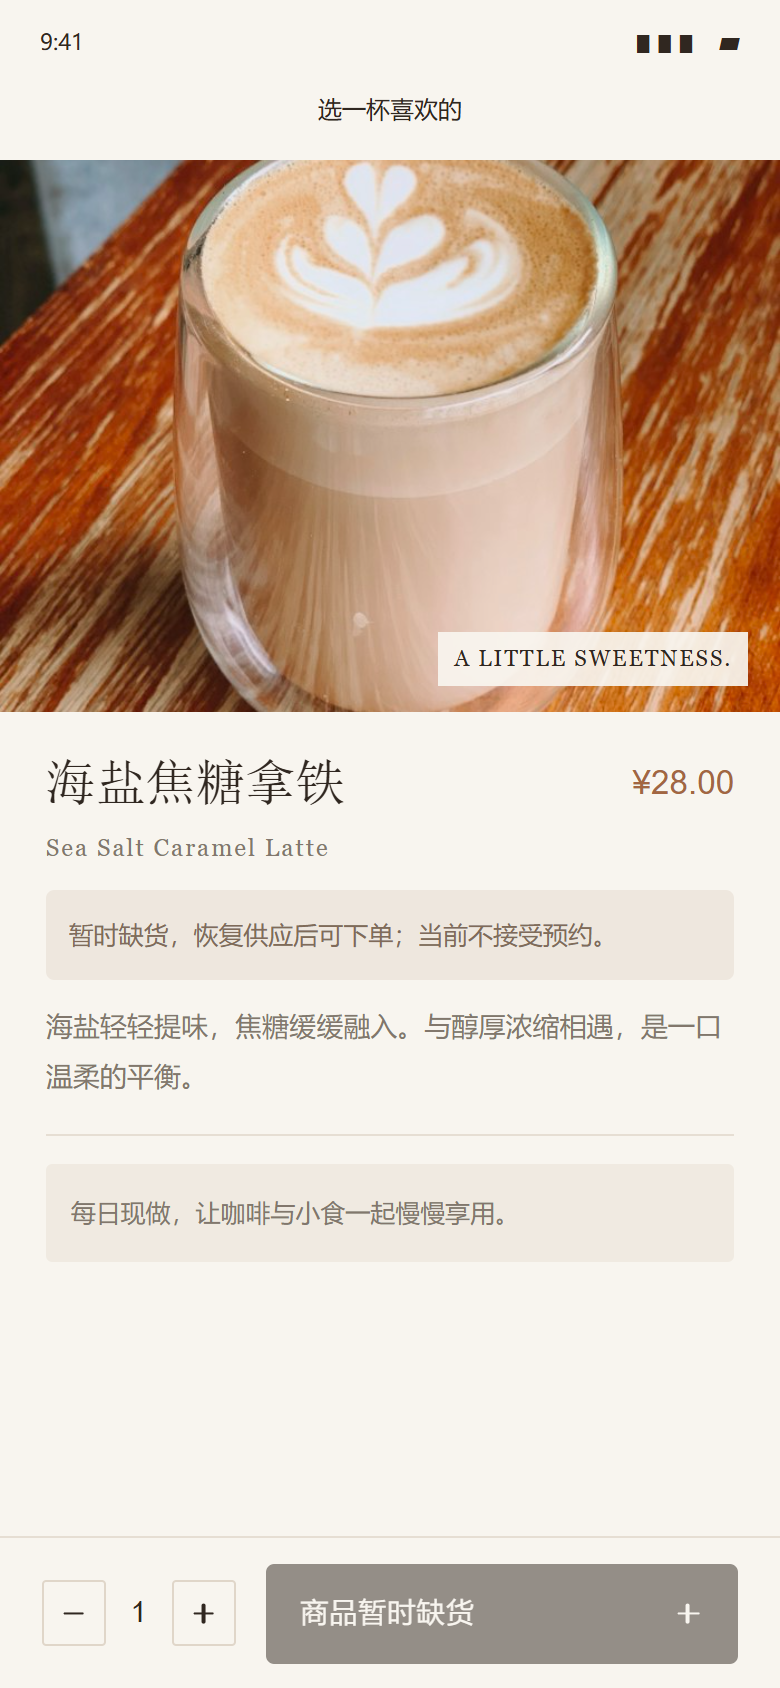 9:41
选一杯喜欢的
A LITTLE SWEETNESS.
海盐焦糖拿铁
¥28.00
Sea Salt Caramel Latte
暂时缺货，恢复供应后可下单；当前不接受预约。
海盐轻轻提味，焦糖缓缓融入。与醇厚浓缩相遇，是一口
温柔的平衡。
每日现做，让咖啡与小食一起慢慢享用。
− 1 +
商品暂时缺货 +